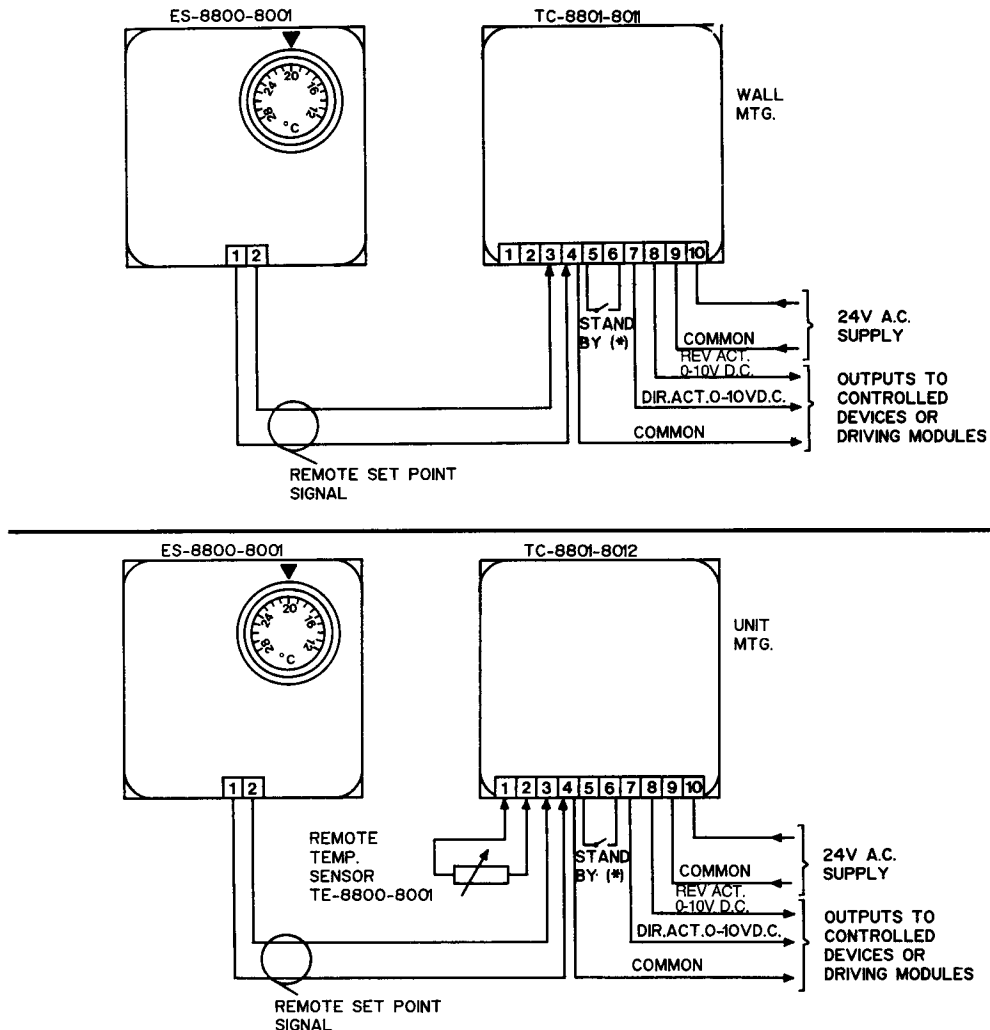 ES-8800-8001
TC-8801-8011
28 24 20 16 12
°C
WALL
MTG.
1 2
1 2 3 4 5 6 7 8 9 10
STAND
BY (*)
24V A.C.
SUPPLY
COMMON
REV ACT.
0-10V D.C.
DIR.ACT.0-10VD.C.
COMMON
OUTPUTS TO
CONTROLLED
DEVICES OR
DRIVING MODULES
REMOTE SET POINT
SIGNAL
ES-8800-8001
TC-8801-8012
28 24 20 16 12
°C
UNIT
MTG.
1 2
1 2 3 4 5 6 7 8 9 10
REMOTE
TEMP.
SENSOR
TE-8800-8001
STAND
BY (*)
24V A.C.
SUPPLY
COMMON
REV ACT.
0-10V D.C.
DIR.ACT.0-10VD.C.
COMMON
OUTPUTS TO
CONTROLLED
DEVICES OR
DRIVING MODULES
REMOTE SET POINT
SIGNAL